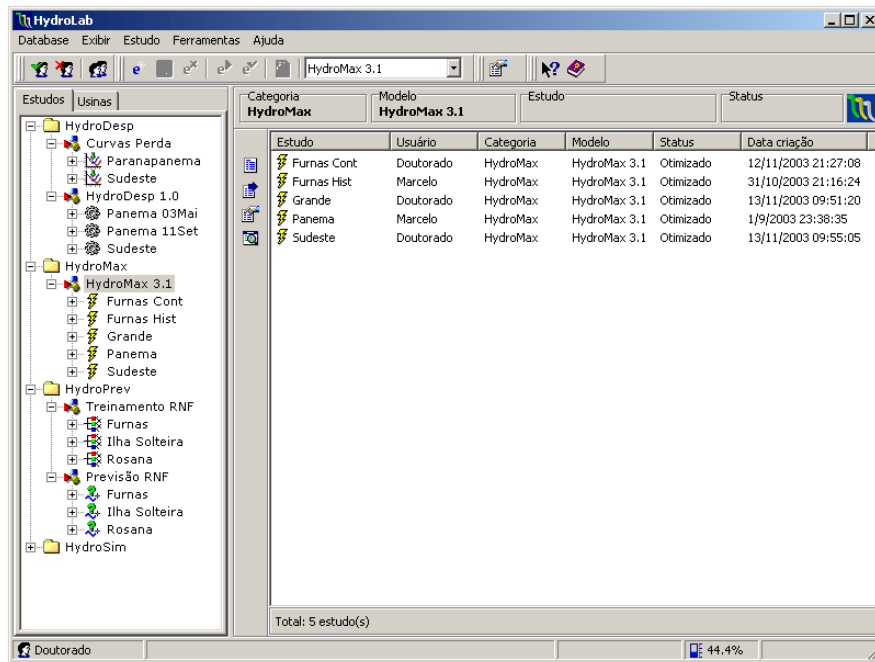 HydroLab
Database Exibir Estudo Ferramentas Ajuda
HydroMax 3.1
Estudos Usinas
Categoria Modelo Estudo Status
HydroMax HydroMax 3.1
HydroDesp
Curvas Perda
Paranapanema
Sudeste
HydroDesp 1.0
Panema 03Mai
Panema 11Set
Sudeste
HydroMax
HydroMax 3.1
Furnas Cont
Furnas Hist
Grande
Panema
Sudeste
HydroPrev
Treinamento RNF
Furnas
Ilha Solteira
Rosana
Previsão RNF
Furnas
Ilha Solteira
Rosana
HydroSim
Estudo Usuário Categoria Modelo Status Data criação
Furnas Cont Doutorado HydroMax HydroMax 3.1 Otimizado 12/11/2003 21:27:08
Furnas Hist Marcelo HydroMax HydroMax 3.1 Otimizado 31/10/2003 21:16:24
Grande Doutorado HydroMax HydroMax 3.1 Otimizado 13/11/2003 09:51:20
Panema Marcelo HydroMax HydroMax 3.1 Otimizado 1/9/2003 23:38:35
Sudeste Doutorado HydroMax HydroMax 3.1 Otimizado 13/11/2003 09:55:05
Total: 5 estudo(s)
Doutorado 44.4%